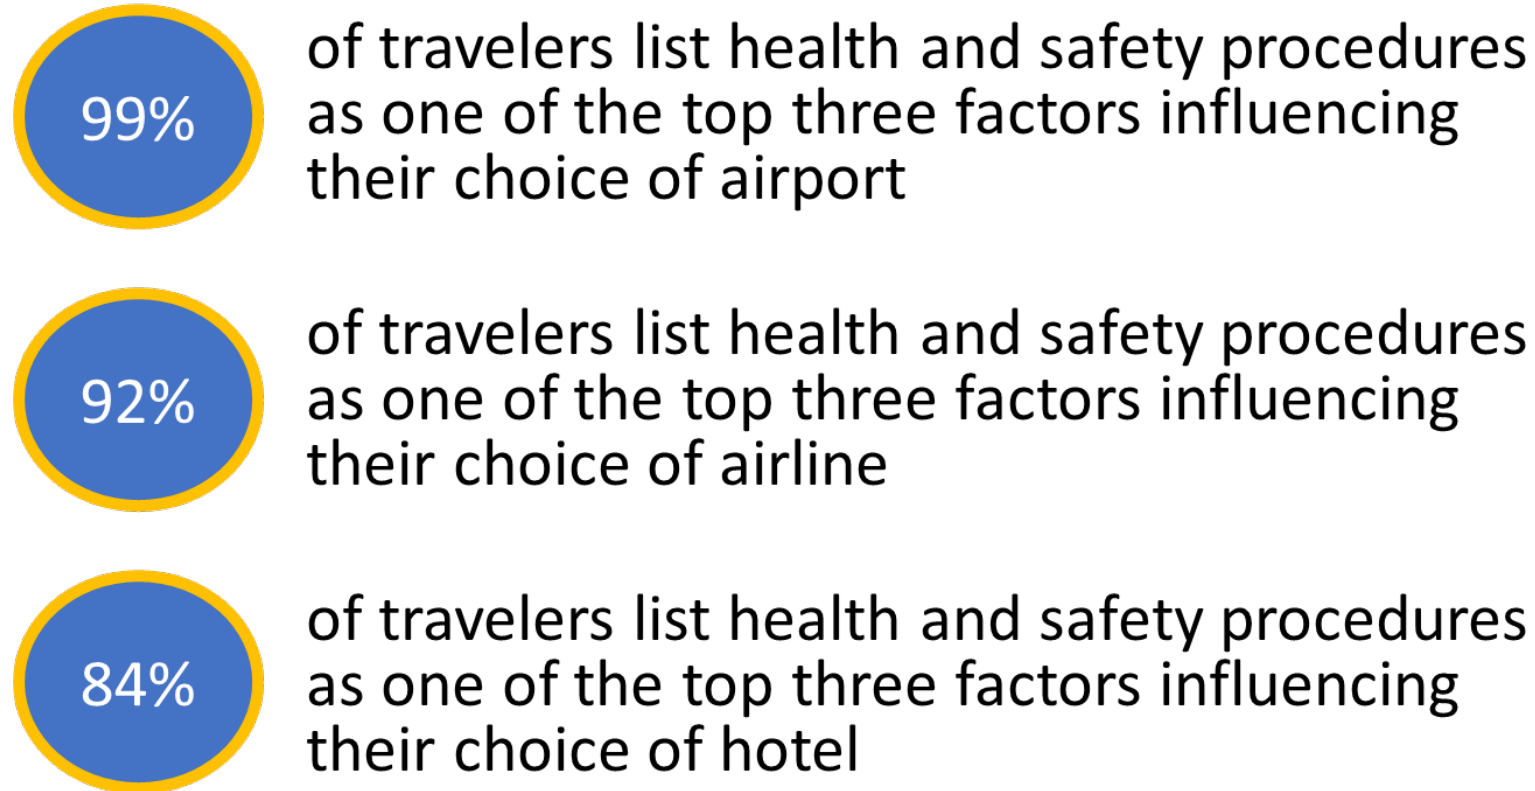 99%
of travelers list health and safety procedures
as one of the top three factors influencing
their choice of airport
92%
of travelers list health and safety procedures
as one of the top three factors influencing
their choice of airline
84%
of travelers list health and safety procedures
as one of the top three factors influencing
their choice of hotel